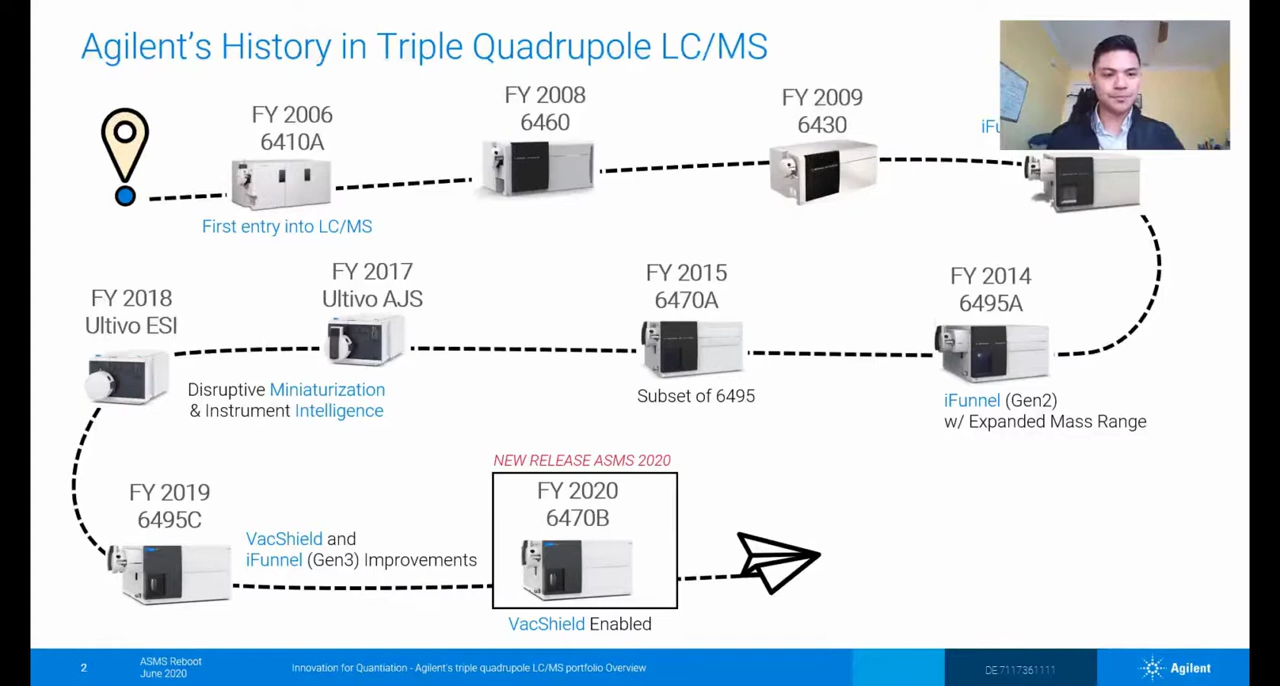 Agilent's History in Triple Quadrupole LC/MS
FY 2006
6410A
First entry into LC/MS
FY 2008
6460
FY 2009
6430
FY 2014
6495A
iFunnel (Gen2)
w/ Expanded Mass Range
FY 2015
6470A
Subset of 6495
FY 2017
Ultivo AJS
Disruptive Miniaturization
& Instrument Intelligence
FY 2018
Ultivo ESI
FY 2019
6495C
VacShield and
iFunnel (Gen3) Improvements
NEW RELEASE ASMS 2020
FY 2020
6470B
VacShield Enabled
2
ASMS Reboot
June 2020
Innovation for Quantiation - Agilent's triple quadrupole LC/MS portfolio Overview
DE 7117361111
Agilent